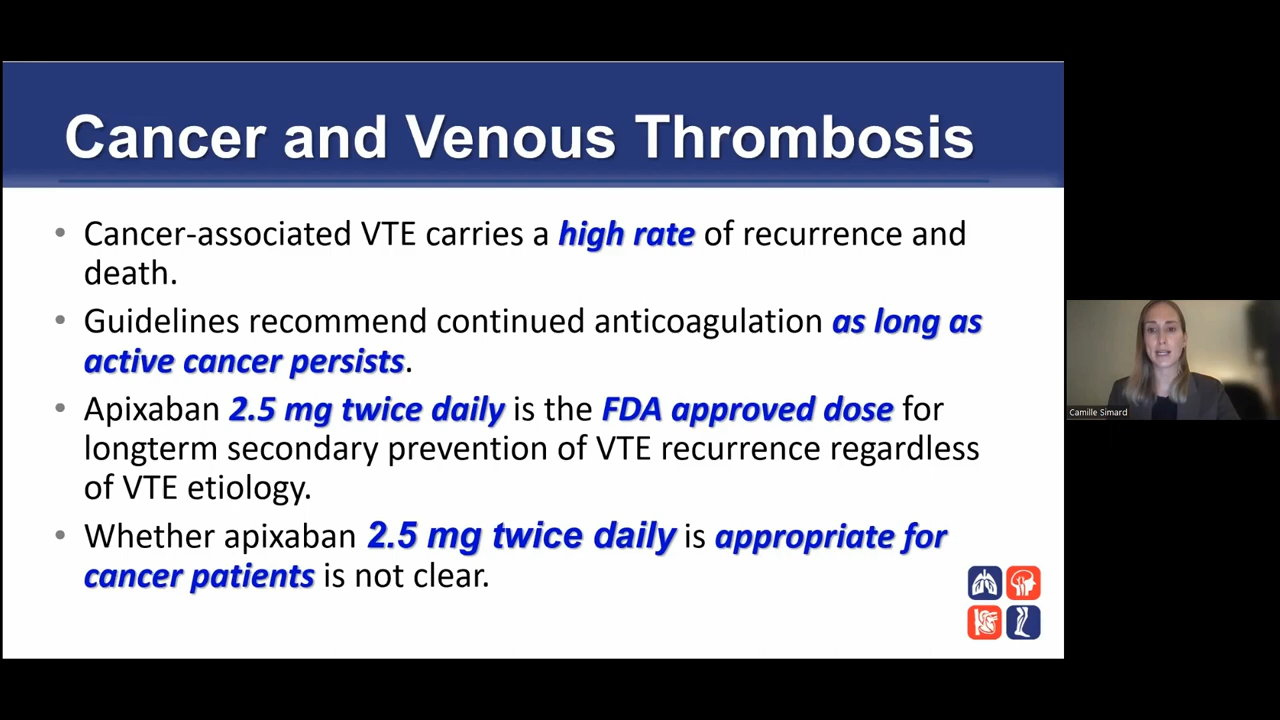 Cancer and Venous Thrombosis
• Cancer-associated VTE carries a high rate of recurrence and
death.
• Guidelines recommend continued anticoagulation as long as
active cancer persists.
• Apixaban 2.5 mg twice daily is the FDA approved dose for
longterm secondary prevention of VTE recurrence regardless
of VTE etiology.
• Whether apixaban 2.5 mg twice daily is appropriate for
cancer patients is not clear.
Camille Simard